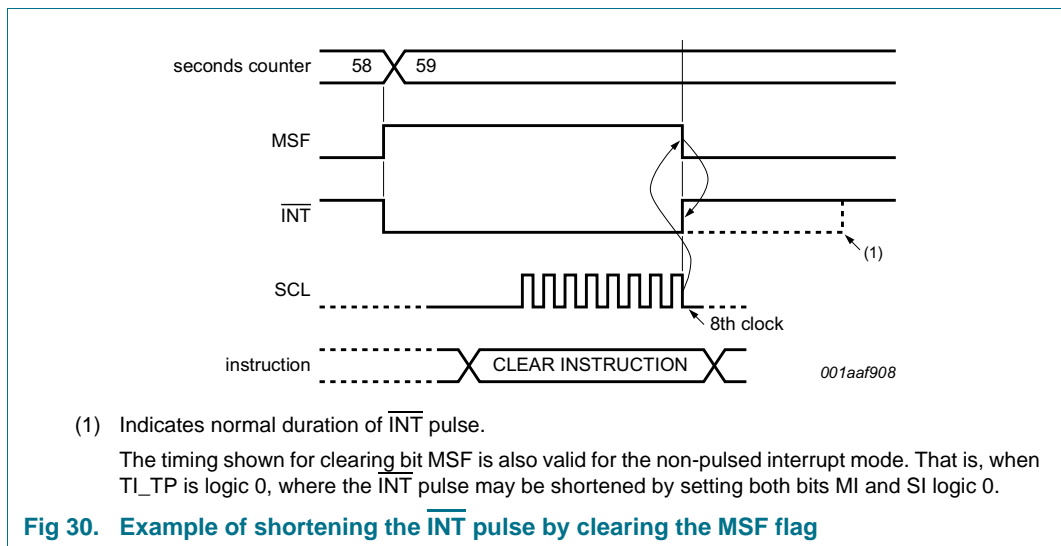 seconds counter 58 59
MSF
INT
(1)
SCL
8th clock
instruction CLEAR INSTRUCTION
001aaf908
(1) Indicates normal duration of INT pulse.
The timing shown for clearing bit MSF is also valid for the non-pulsed interrupt mode. That is, when
TI_TP is logic 0, where the INT pulse may be shortened by setting both bits MI and SI logic 0.
Fig 30. Example of shortening the INT pulse by clearing the MSF flag